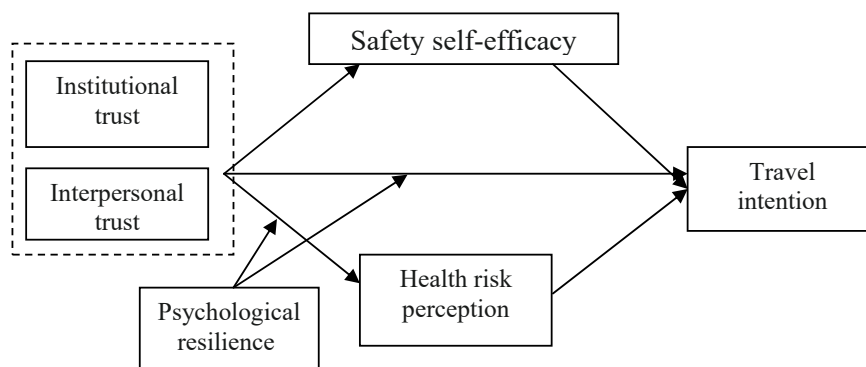 Safety self-efficacy
Institutional
trust
Interpersonal
trust
Travel
intention
Health risk
perception
Psychological
resilience